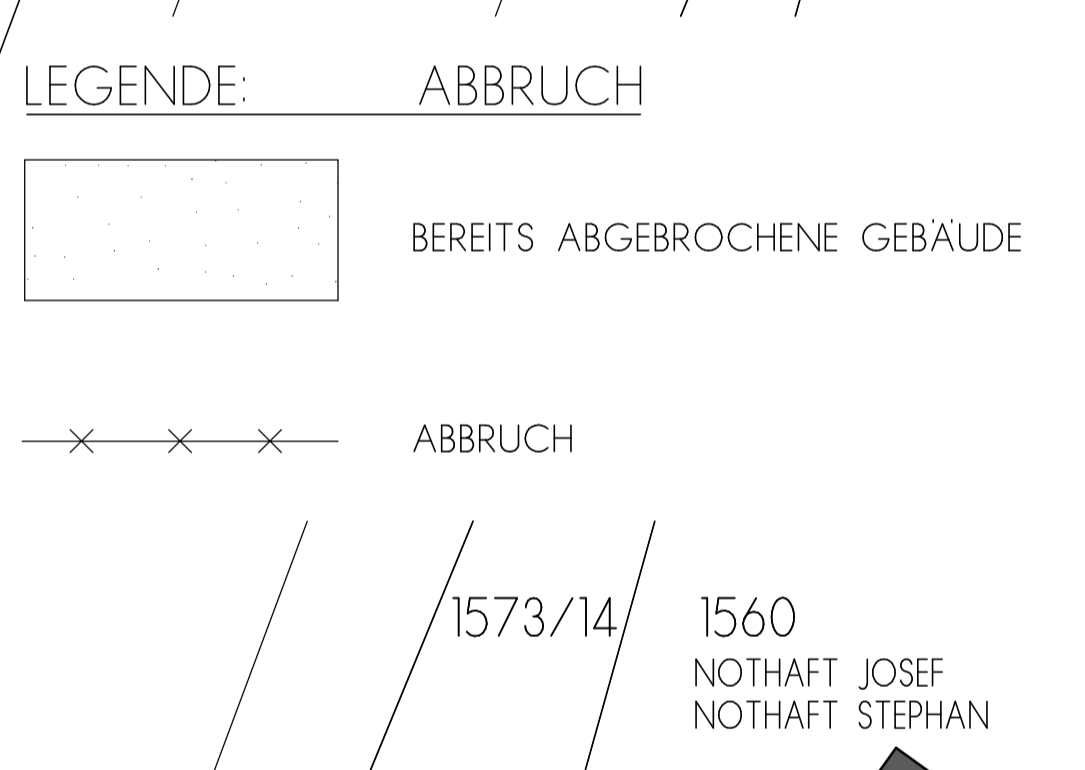 LEGENDE: ABBRUCH
BEREITS ABGEBROCHENE GEBÄUDE
ABBRUCH
1573/14 1560
NOTHAFT JOSEF
NOTHAFT STEPHAN